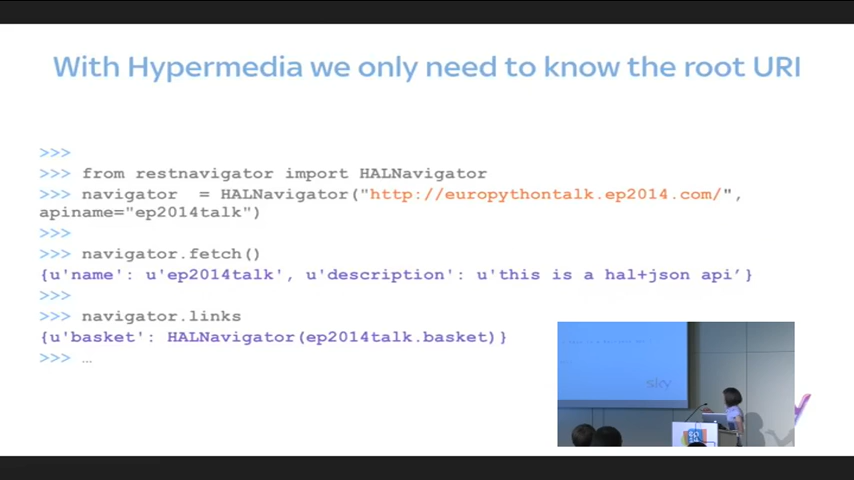 With Hypermedia we only need to know the root URI
>>>
>>> from restnavigator import HALNavigator
>>> navigator  = HALNavigator("http://europythontalk.ep2014.com/",
apiname="ep2014talk")
>>>
>>> navigator.fetch()
{u'name': u'ep2014talk', u'description': u'this is a hal+json api’}
>>>
>>> navigator.links
{u'basket': HALNavigator(ep2014talk.basket)}
>>> …
sky